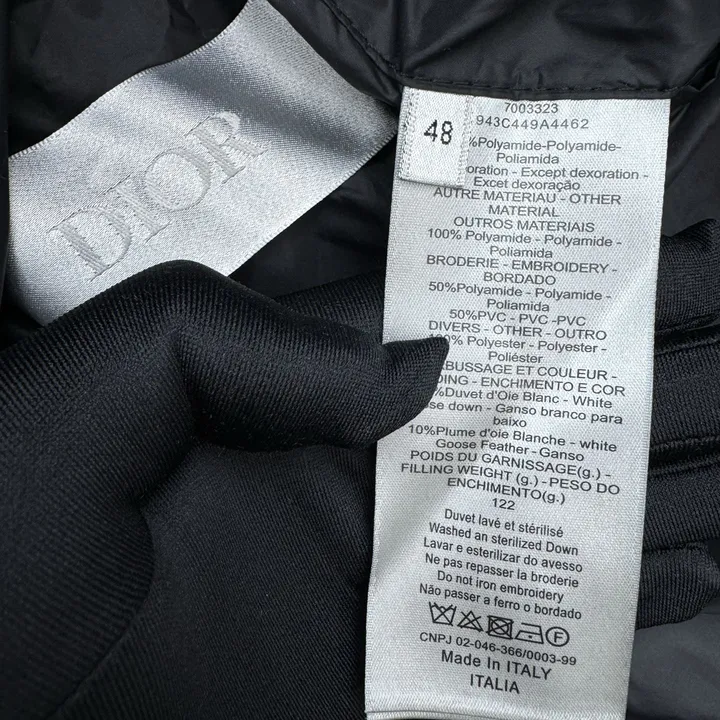 DIOR
48
7003323
943C449A4462
%Polyamide-Polyamide-
Poliamida
oration - Except dexoration -
Excet dexoração
AUTRE MATERIAU - OTHER
MATERIAL
OUTROS MATERIAIS
100% Polyamide - Polyamide -
Poliamida
BRODERIE - EMBROIDERY -
BORDADO
50%Polyamide - Polyamide -
Poliamida
50%PVC - PVC -PVC
DIVERS - OTHER - OUTRO
% Polyester - Polyester -
Poliéster
BUSSAGE ET COULEUR -
DING - ENCHIMENTO E COR
%Duvet d'Oie Blanc - White
se down - Ganso branco para
baixo
10%Plume d'oie Blanche - white
Goose Feather - Ganso
POIDS DU GARNISSAGE(g.) -
FILLING WEIGHT (g.) - PESO DO
ENCHIMENTO(g.)
122
Duvet lavé et stérilisé
Washed an sterilized Down
Lavar e esterilizar do avesso
Ne pas repasser la broderie
Do not iron embroidery
Não passer a ferro o bordado
CNPJ 02-046-366/0003-99
Made In ITALY
ITALIA